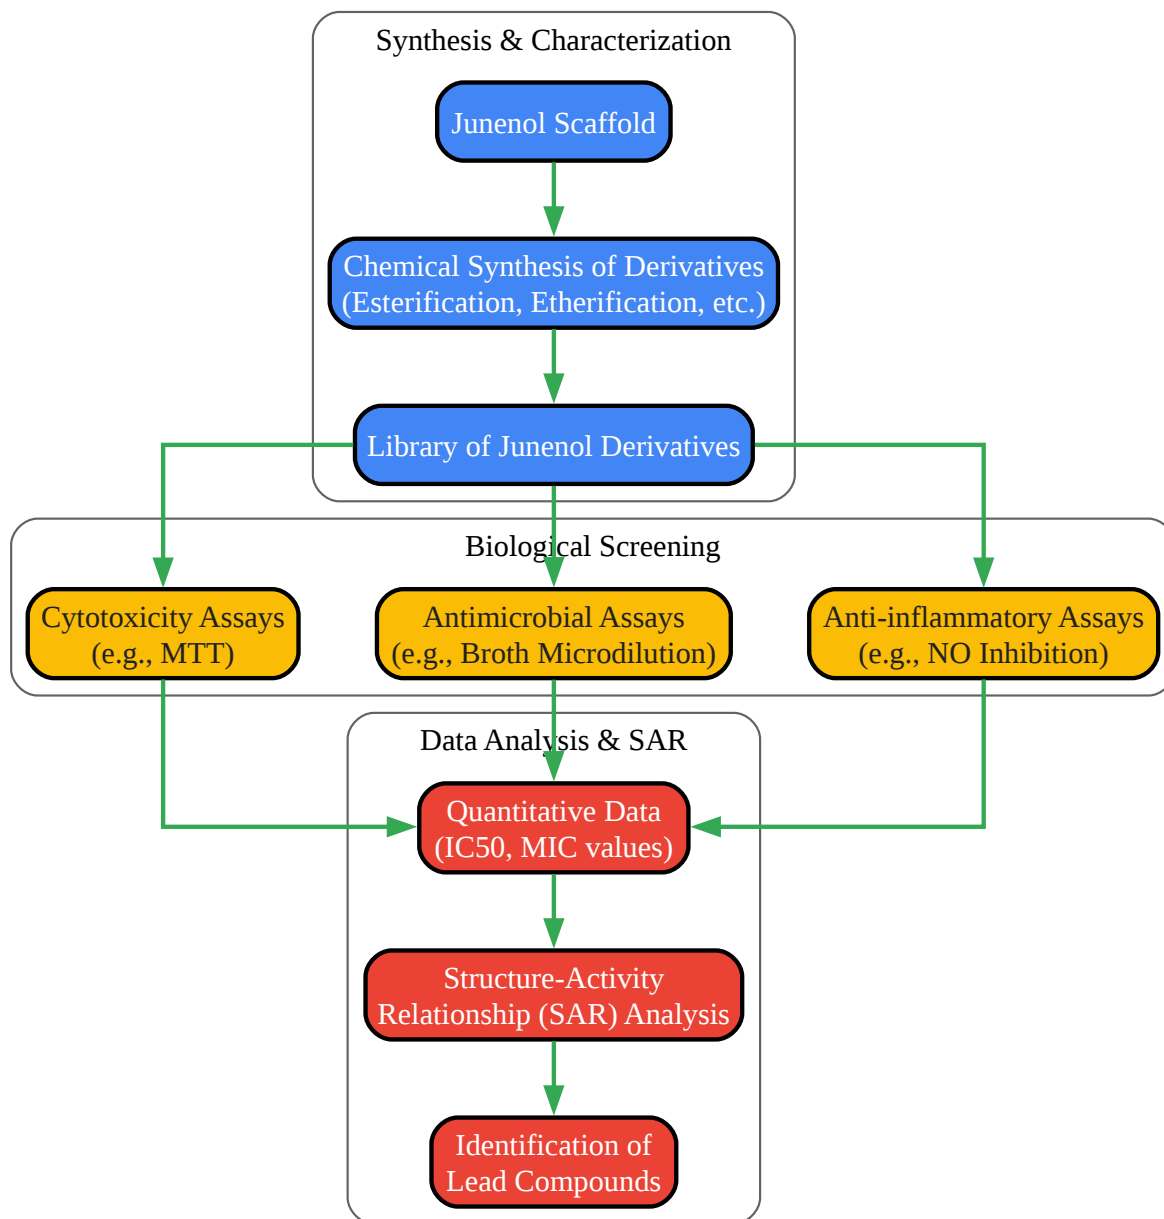 Synthesis & Characterization
Junenol Scaffold
Chemical Synthesis of Derivatives
(Esterification, Etherification, etc.)
Library of Junenol Derivatives
Biological Screening
Cytotoxicity Assays
(e.g., MTT)
Antimicrobial Assays
(e.g., Broth Microdilution)
Anti-inflammatory Assays
(e.g., NO Inhibition)
Data Analysis & SAR
Quantitative Data
(IC50, MIC values)
Structure-Activity
Relationship (SAR) Analysis
Identification of
Lead Compounds